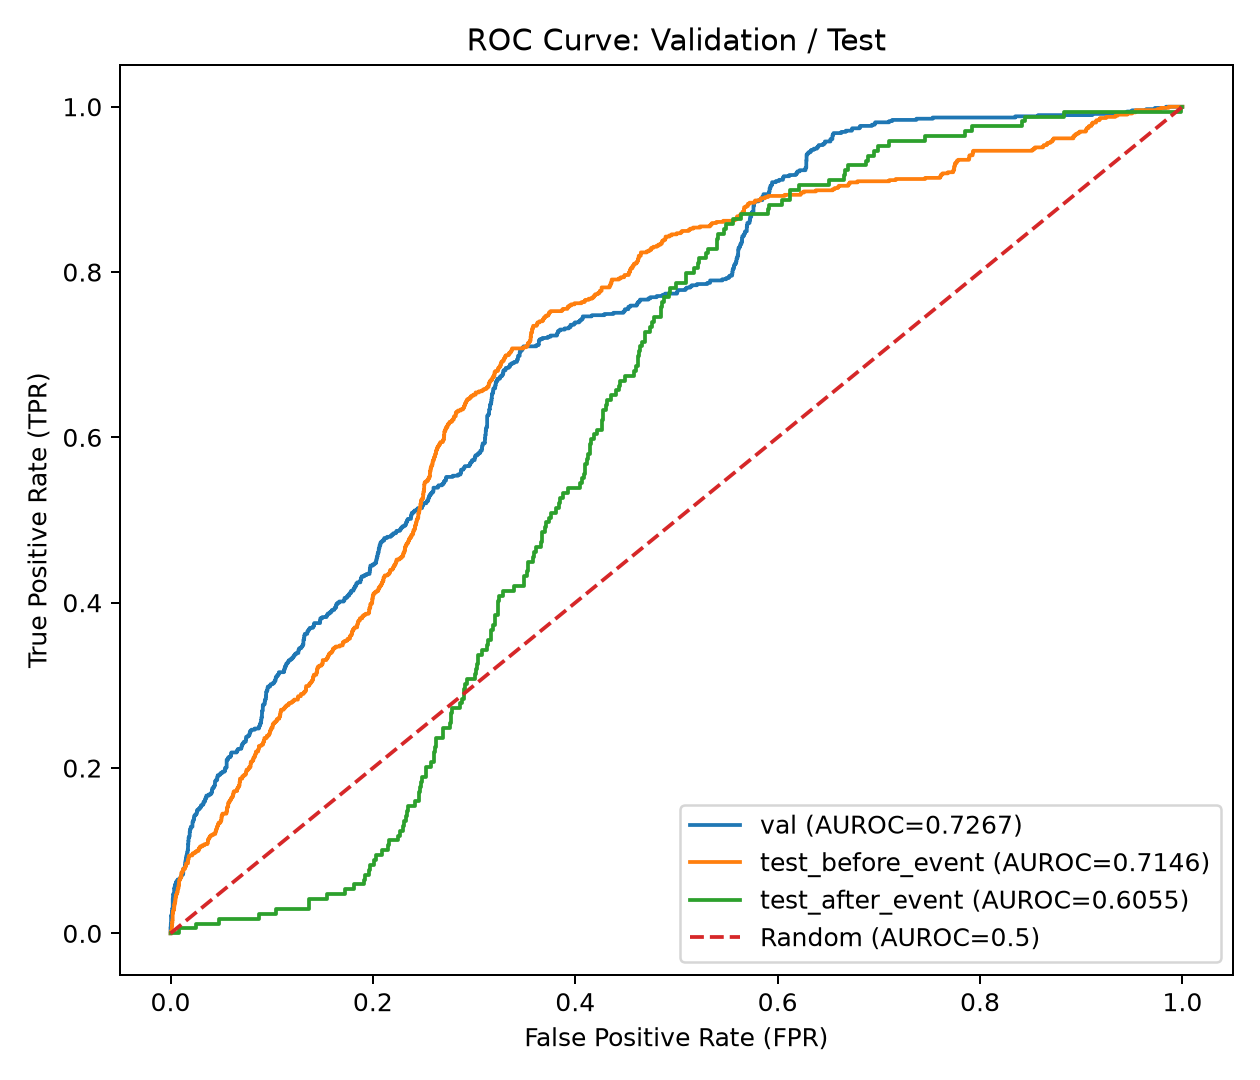 ROC Curve: Validation / Test
True Positive Rate (TPR)
1.0
0.8
0.6
0.4
0.2
0.0
val (AUROC=0.7267)
test_before_event (AUROC=0.7146)
test_after_event (AUROC=0.6055)
Random (AUROC=0.5)
0.0 0.2 0.4 0.6 0.8 1.0
False Positive Rate (FPR)